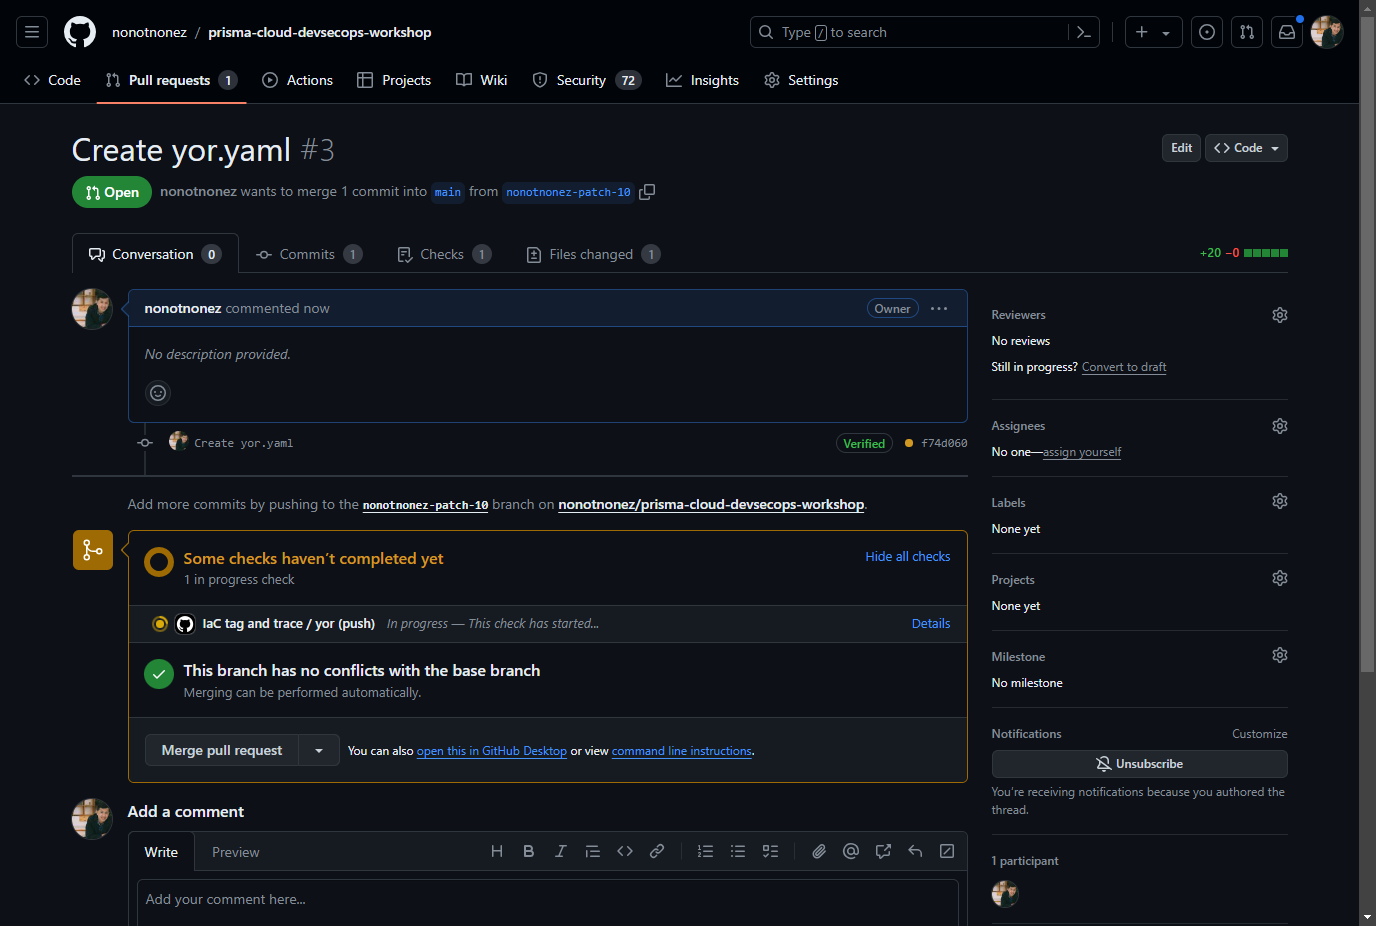 nonotnonez / prisma-cloud-devsecops-workshop
Type / to search
Code
Pull requests 1
Actions
Projects
Wiki
Security 72
Insights
Settings
Create yor.yaml #3
Edit
Code
Open
nonotnonez wants to merge 1 commit into main from nonotnonez-patch-10
Conversation 0
Commits 1
Checks 1
Files changed 1
+20 −0
nonotnonez commented now
Owner
No description provided.
Create yor.yaml
Verified
f74d060
Add more commits by pushing to the nonotnonez-patch-10 branch on nonotnonez/prisma-cloud-devsecops-workshop.
Some checks haven’t completed yet
Hide all checks
1 in progress check
IaC tag and trace / yor (push) In progress — This check has started...
Details
This branch has no conflicts with the base branch
Merging can be performed automatically.
Merge pull request
You can also open this in GitHub Desktop or view command line instructions.
Add a comment
Write
Preview
Add your comment here...
Reviewers
No reviews
Still in progress? Convert to draft
Assignees
No one—assign yourself
Labels
None yet
Projects
None yet
Milestone
No milestone
Notifications
Customize
Unsubscribe
You’re receiving notifications because you authored the
thread.
1 participant